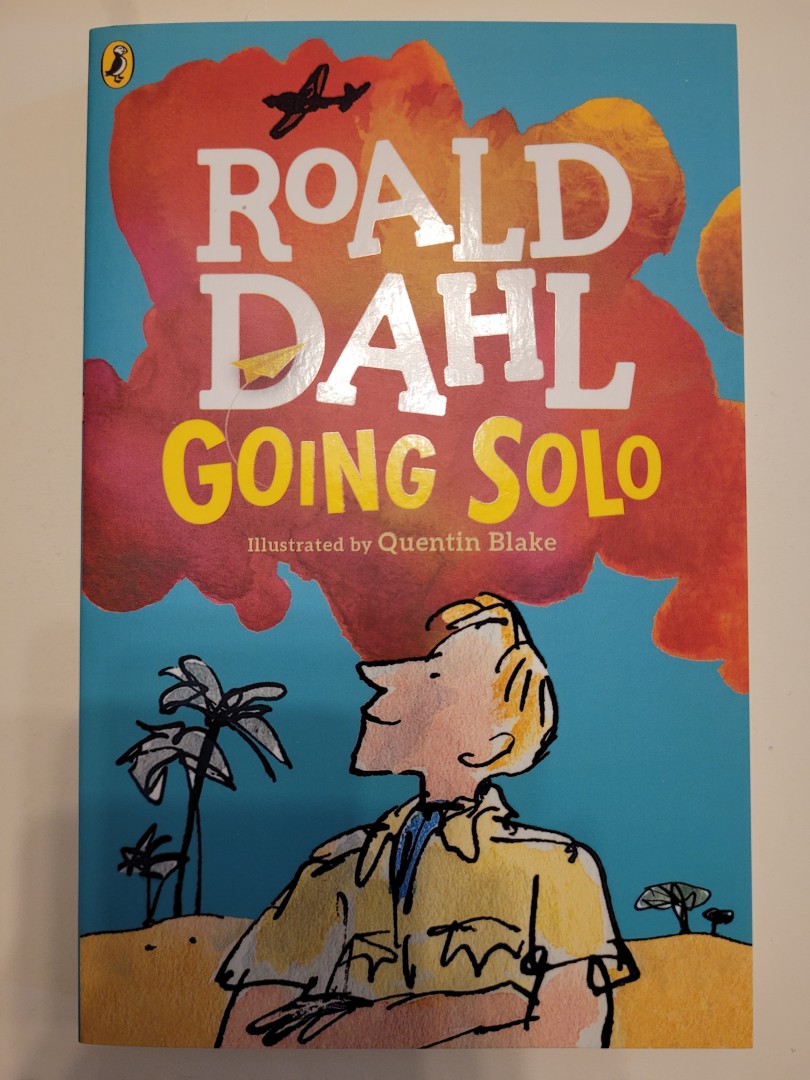 ROALD
DAHL
GOING SOLO
Illustrated by Quentin Blake